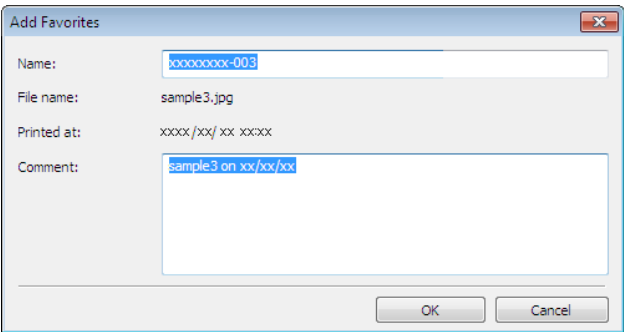 Add Favorites
Name: xxxxxxxx-003
File name: sample3.jpg
Printed at: xxxx/xx/ xx xx:xx
Comment: sample3 on xx/xx/xx
OK Cancel